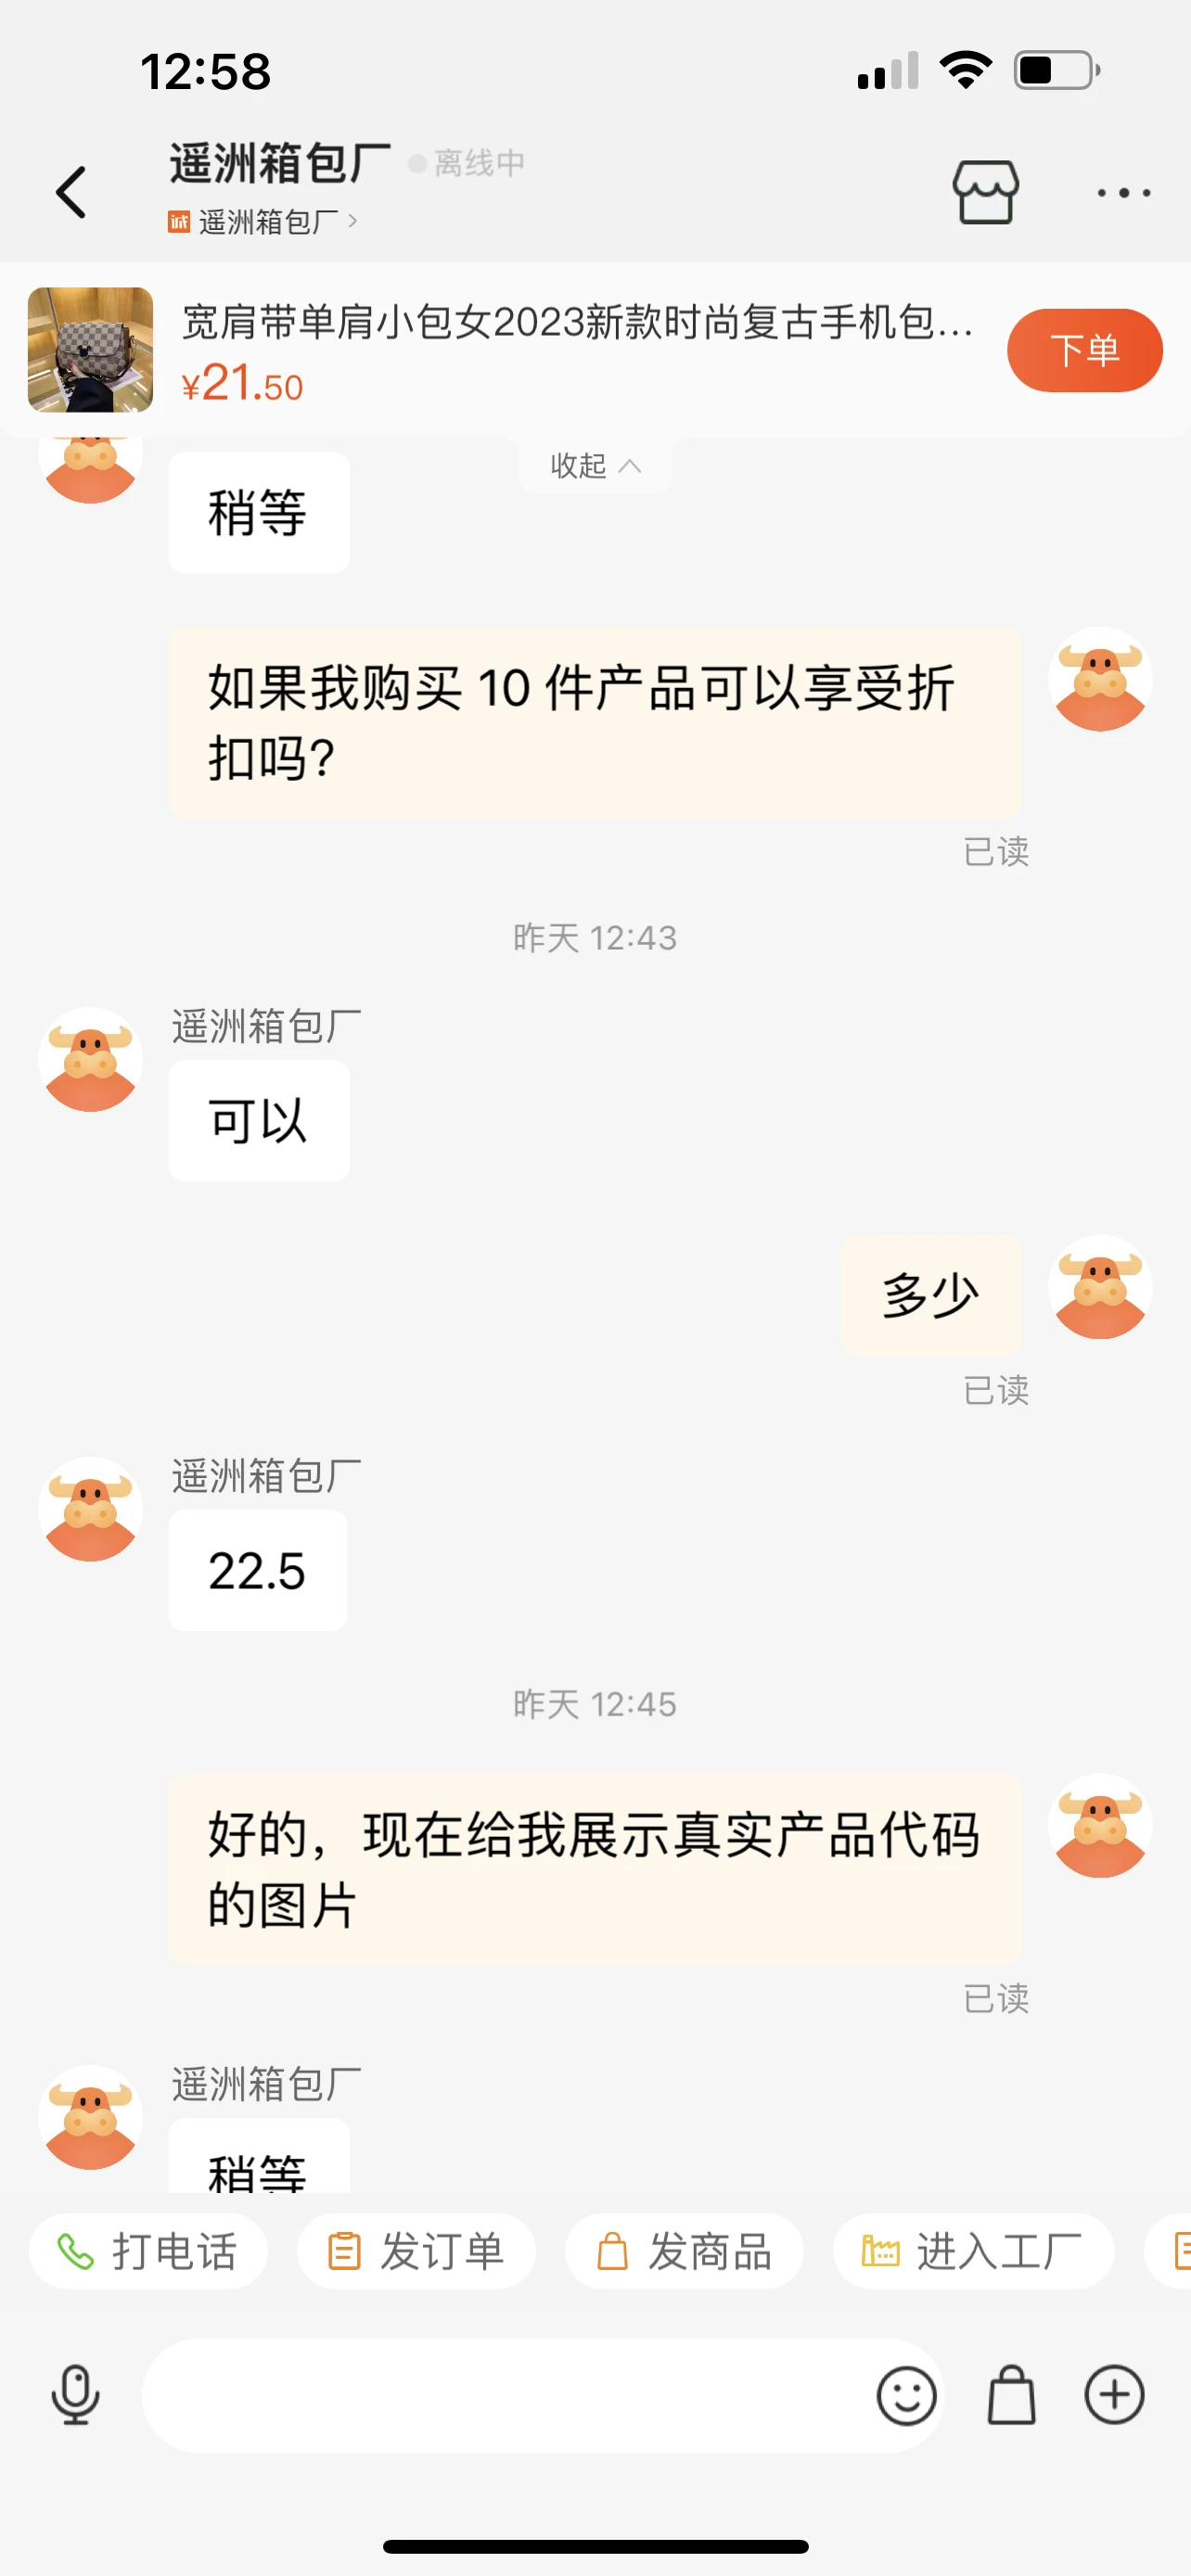 12:58
遥洲箱包厂 离线中
诚 遥洲箱包厂
宽肩带单肩小包女2023新款时尚复古手机包...
¥21.50
下单
收起
稍等
如果我购买 10 件产品可以享受折
扣吗?
已读
昨天 12:43
遥洲箱包厂
可以
多少
已读
遥洲箱包厂
22.5
昨天 12:45
好的，现在给我展示真实产品代码
的图片
已读
遥洲箱包厂
稍等
打电话 发订单 发商品 进入工厂